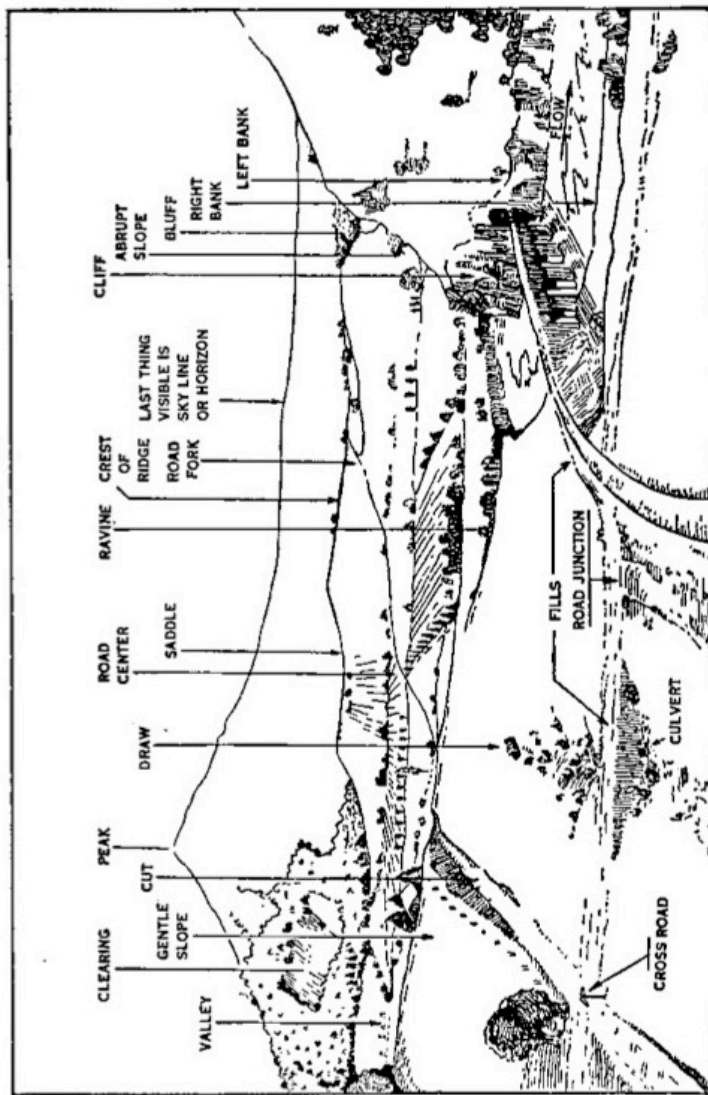 CLEARING
PEAK
DRAW
ROAD
CENTER
RAVINE
CREST
OF
RIDGE
LAST THING
VISIBLE IS
SKY LINE
OR HORIZON
CLIFF
ABRUPT
SLOPE
BLUFF
RIGHT
BANK
LEFT BANK
VALLEY
GENTLE
SLOPE
CUT
SADDLE
ROAD
FORK
FLOW
CROSS ROAD
CULVERT
FILLS
ROAD JUNCTION